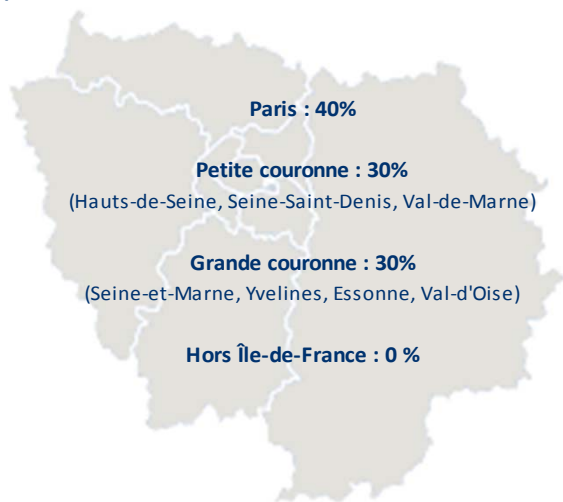 Paris : 40%
Petite couronne : 30%
(Hauts-de-Seine, Seine-Saint-Denis, Val-de-Marne)
Grande couronne : 30%
(Seine-et-Marne, Yvelines, Essonne, Val-d'Oise)
Hors Île-de-France : 0 %